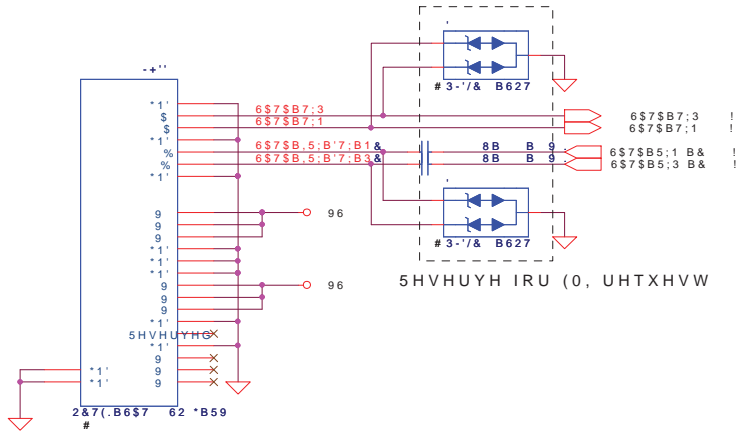 '
-+''
#3-'/& B627
*1'
$
6$7$B7;3
6$7$B7;3 !
$
6$7$B7;1
6$7$B7;1 !
*1'
%
6$7$B,5;B'7;B1&
8B B 9
6$7$B5;1 B& !
%
6$7$B,5;B'7;B3&
8B B 9
6$7$B5;3 B& !
*1'
'
9
96
9
9
#3-'/& B627
*1'
*1'
*1'
9
96
5HVHUYH IRU (0, UHTXHVW
9
9
*1'
5HVHUYHG
*1'
9
*1'
9
*1'
9
2&7(.B6$7 62 *B59
#